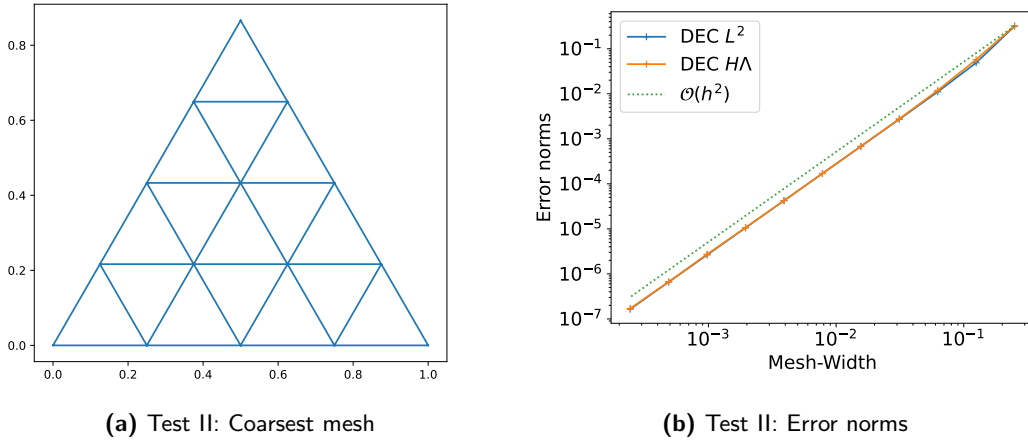 0.8
0.6
0.4
0.2
0.0
0.0 0.2 0.4 0.6 0.8 1.0
(a) Test II: Coarsest mesh
DEC L²
DEC HΛ
𝒪(h²)
Error norms
10⁻¹
10⁻²
10⁻³
10⁻⁴
10⁻⁵
10⁻⁶
10⁻⁷
10⁻³ 10⁻² 10⁻¹
Mesh-Width
(b) Test II: Error norms